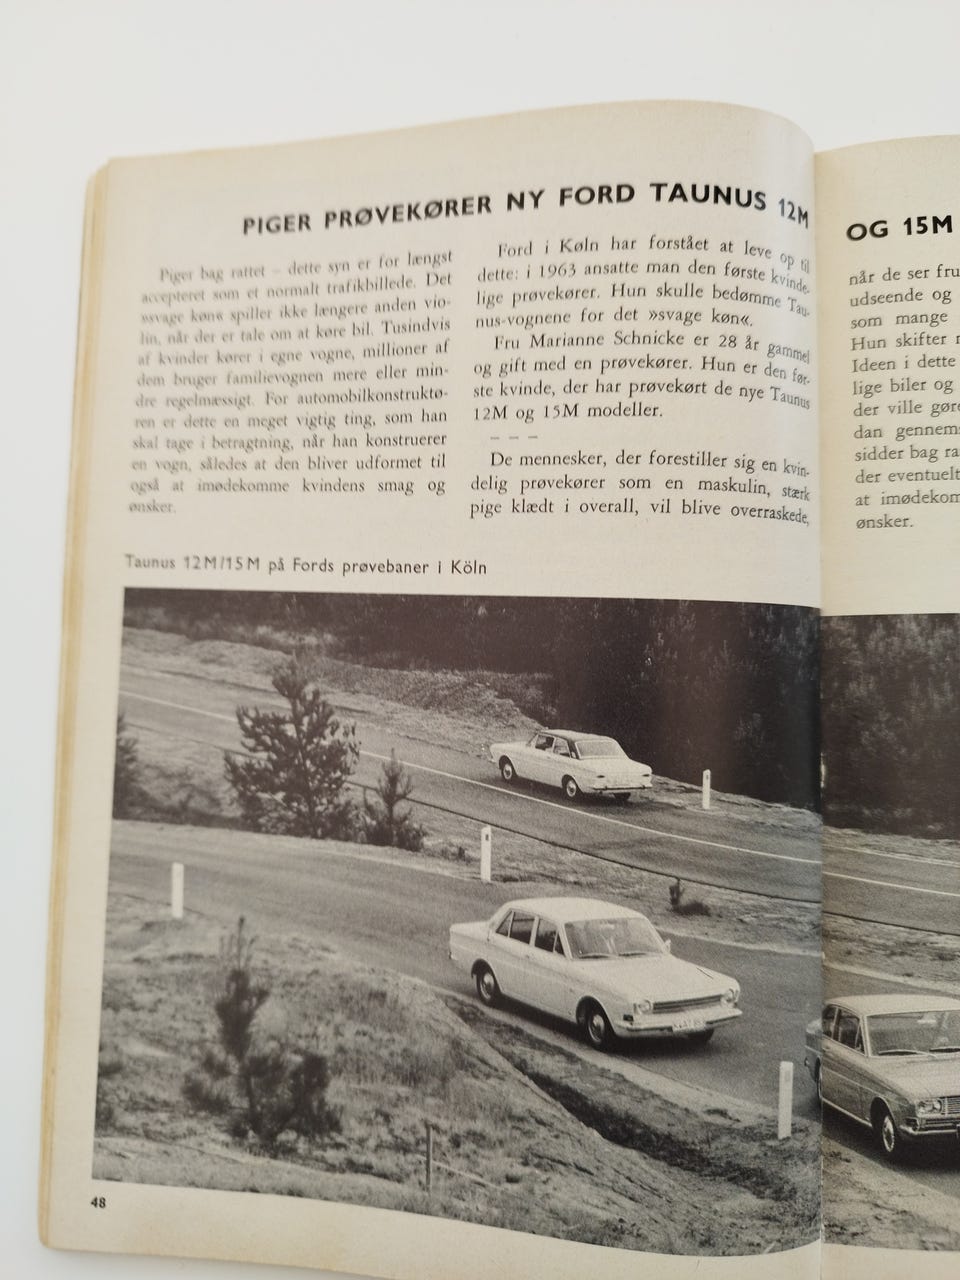 PIGER PRØVEKØRER NY FORD TAUNUS 12M
OG 15M
Piger bag rattet – dette syn er for længst
accepteret som et normalt trafikbillede. Det
»svage køn« spiller ikke længere anden vio-
lin, når der er tale om at køre bil. Tusindvis
af kvinder kører i egne vogne, millioner af
dem bruger familievognen mere eller min-
dre regelmæssigt. For automobilkonstruktø-
ren er dette en meget vigtig ting, som han
skal tage i betragtning, når han konstruerer
en vogn, således at den bliver udformet til
også at imødekomme kvindens smag og
ønsker.
Ford i Køln har forstået at leve op til
dette: i 1963 ansatte man den første kvinde-
lige prøvekører. Hun skulle bedømme Tau-
nus-vognene for det »svage køn«.
Fru Marianne Schnicke er 28 år gammel
og gift med en prøvekører. Hun er den før-
ste kvinde, der har prøvekørt de nye Taunus
12M og 15M modeller.
– – –
De mennesker, der forestiller sig en kvin-
delig prøvekører som en maskulin, stærk
pige klædt i overall, vil blive overraskede,
når de ser fru
udseende og
som mange
Hun skifter
Ideen i dette
lige biler og
der ville gøre
dan gennems
sidder bag ra
der eventuelt
at imødekom
ønsker.
Taunus 12M/15M på Fords prøvebaner i Köln
48